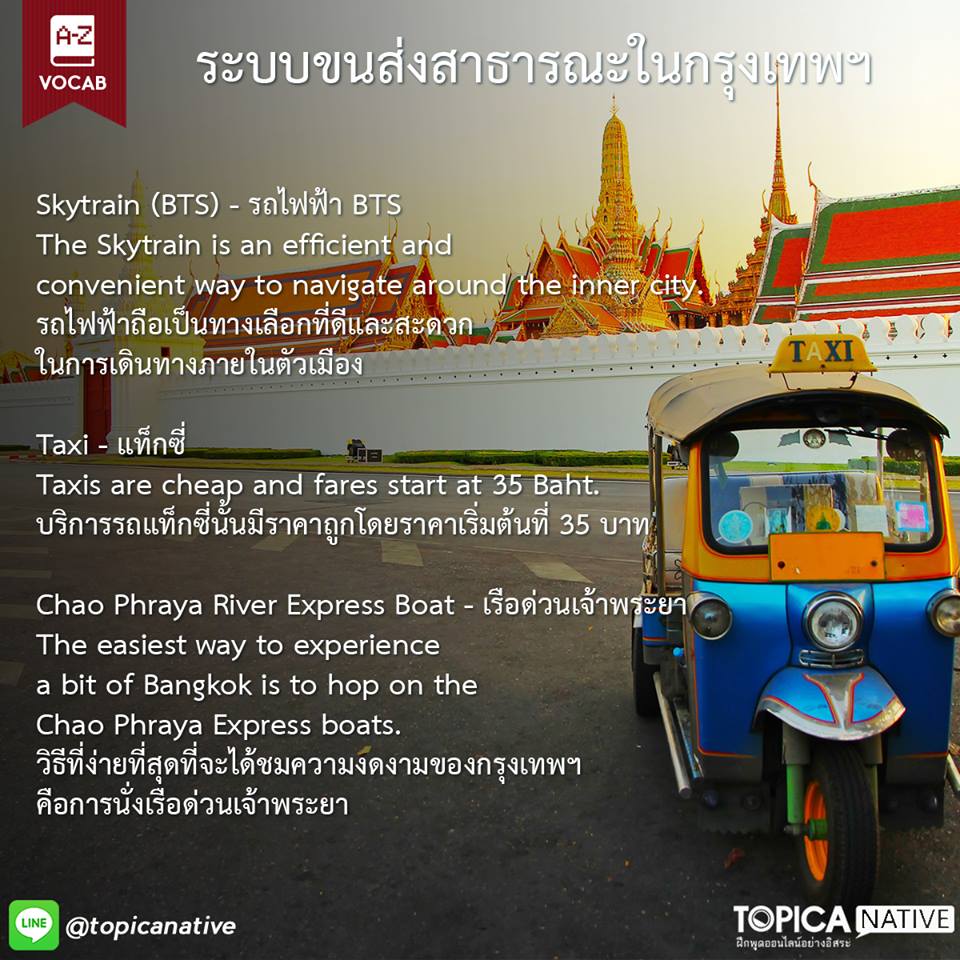 A-Z
VOCAB
ระบบขนส่งสาธารณะในกรุงเทพฯ
Skytrain (BTS) - รถไฟฟ้า BTS
The Skytrain is an efficient and
convenient way to navigate around the inner city.
รถไฟฟ้าถือเป็นทางเลือกที่ดีและสะดวก
ในการเดินทางภายในตัวเมือง
Taxi - แท็กซี่
Taxis are cheap and fares start at 35 Baht.
บริการรถแท็กซี่นั้นมีราคาถูกโดยราคาเริ่มต้นที่ 35 บาท
Chao Phraya River Express Boat - เรือด่วนเจ้าพระยา
The easiest way to experience
a bit of Bangkok is to hop on the
Chao Phraya Express boats.
วิธีที่ง่ายที่สุดที่จะได้ชมความงดงามของกรุงเทพฯ
คือการนั่งเรือด่วนเจ้าพระยา
TAXI
LINE
@topicanative
TOPICA NATIVE
ฝึกพูดออนไลน์อย่างอิสระ